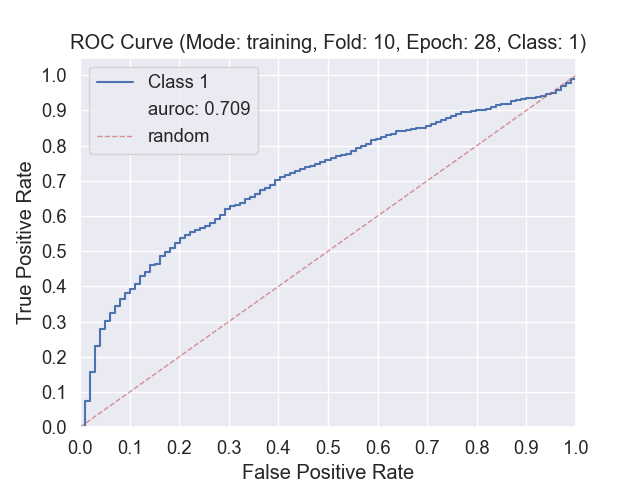 ROC Curve (Mode: training, Fold: 10, Epoch: 28, Class: 1)
Class 1
auroc: 0.709
random
True Positive Rate
1.0
0.9
0.8
0.7
0.6
0.5
0.4
0.3
0.2
0.1
0.0
0.0 0.1 0.2 0.3 0.4 0.5 0.6 0.7 0.8 0.9 1.0
False Positive Rate